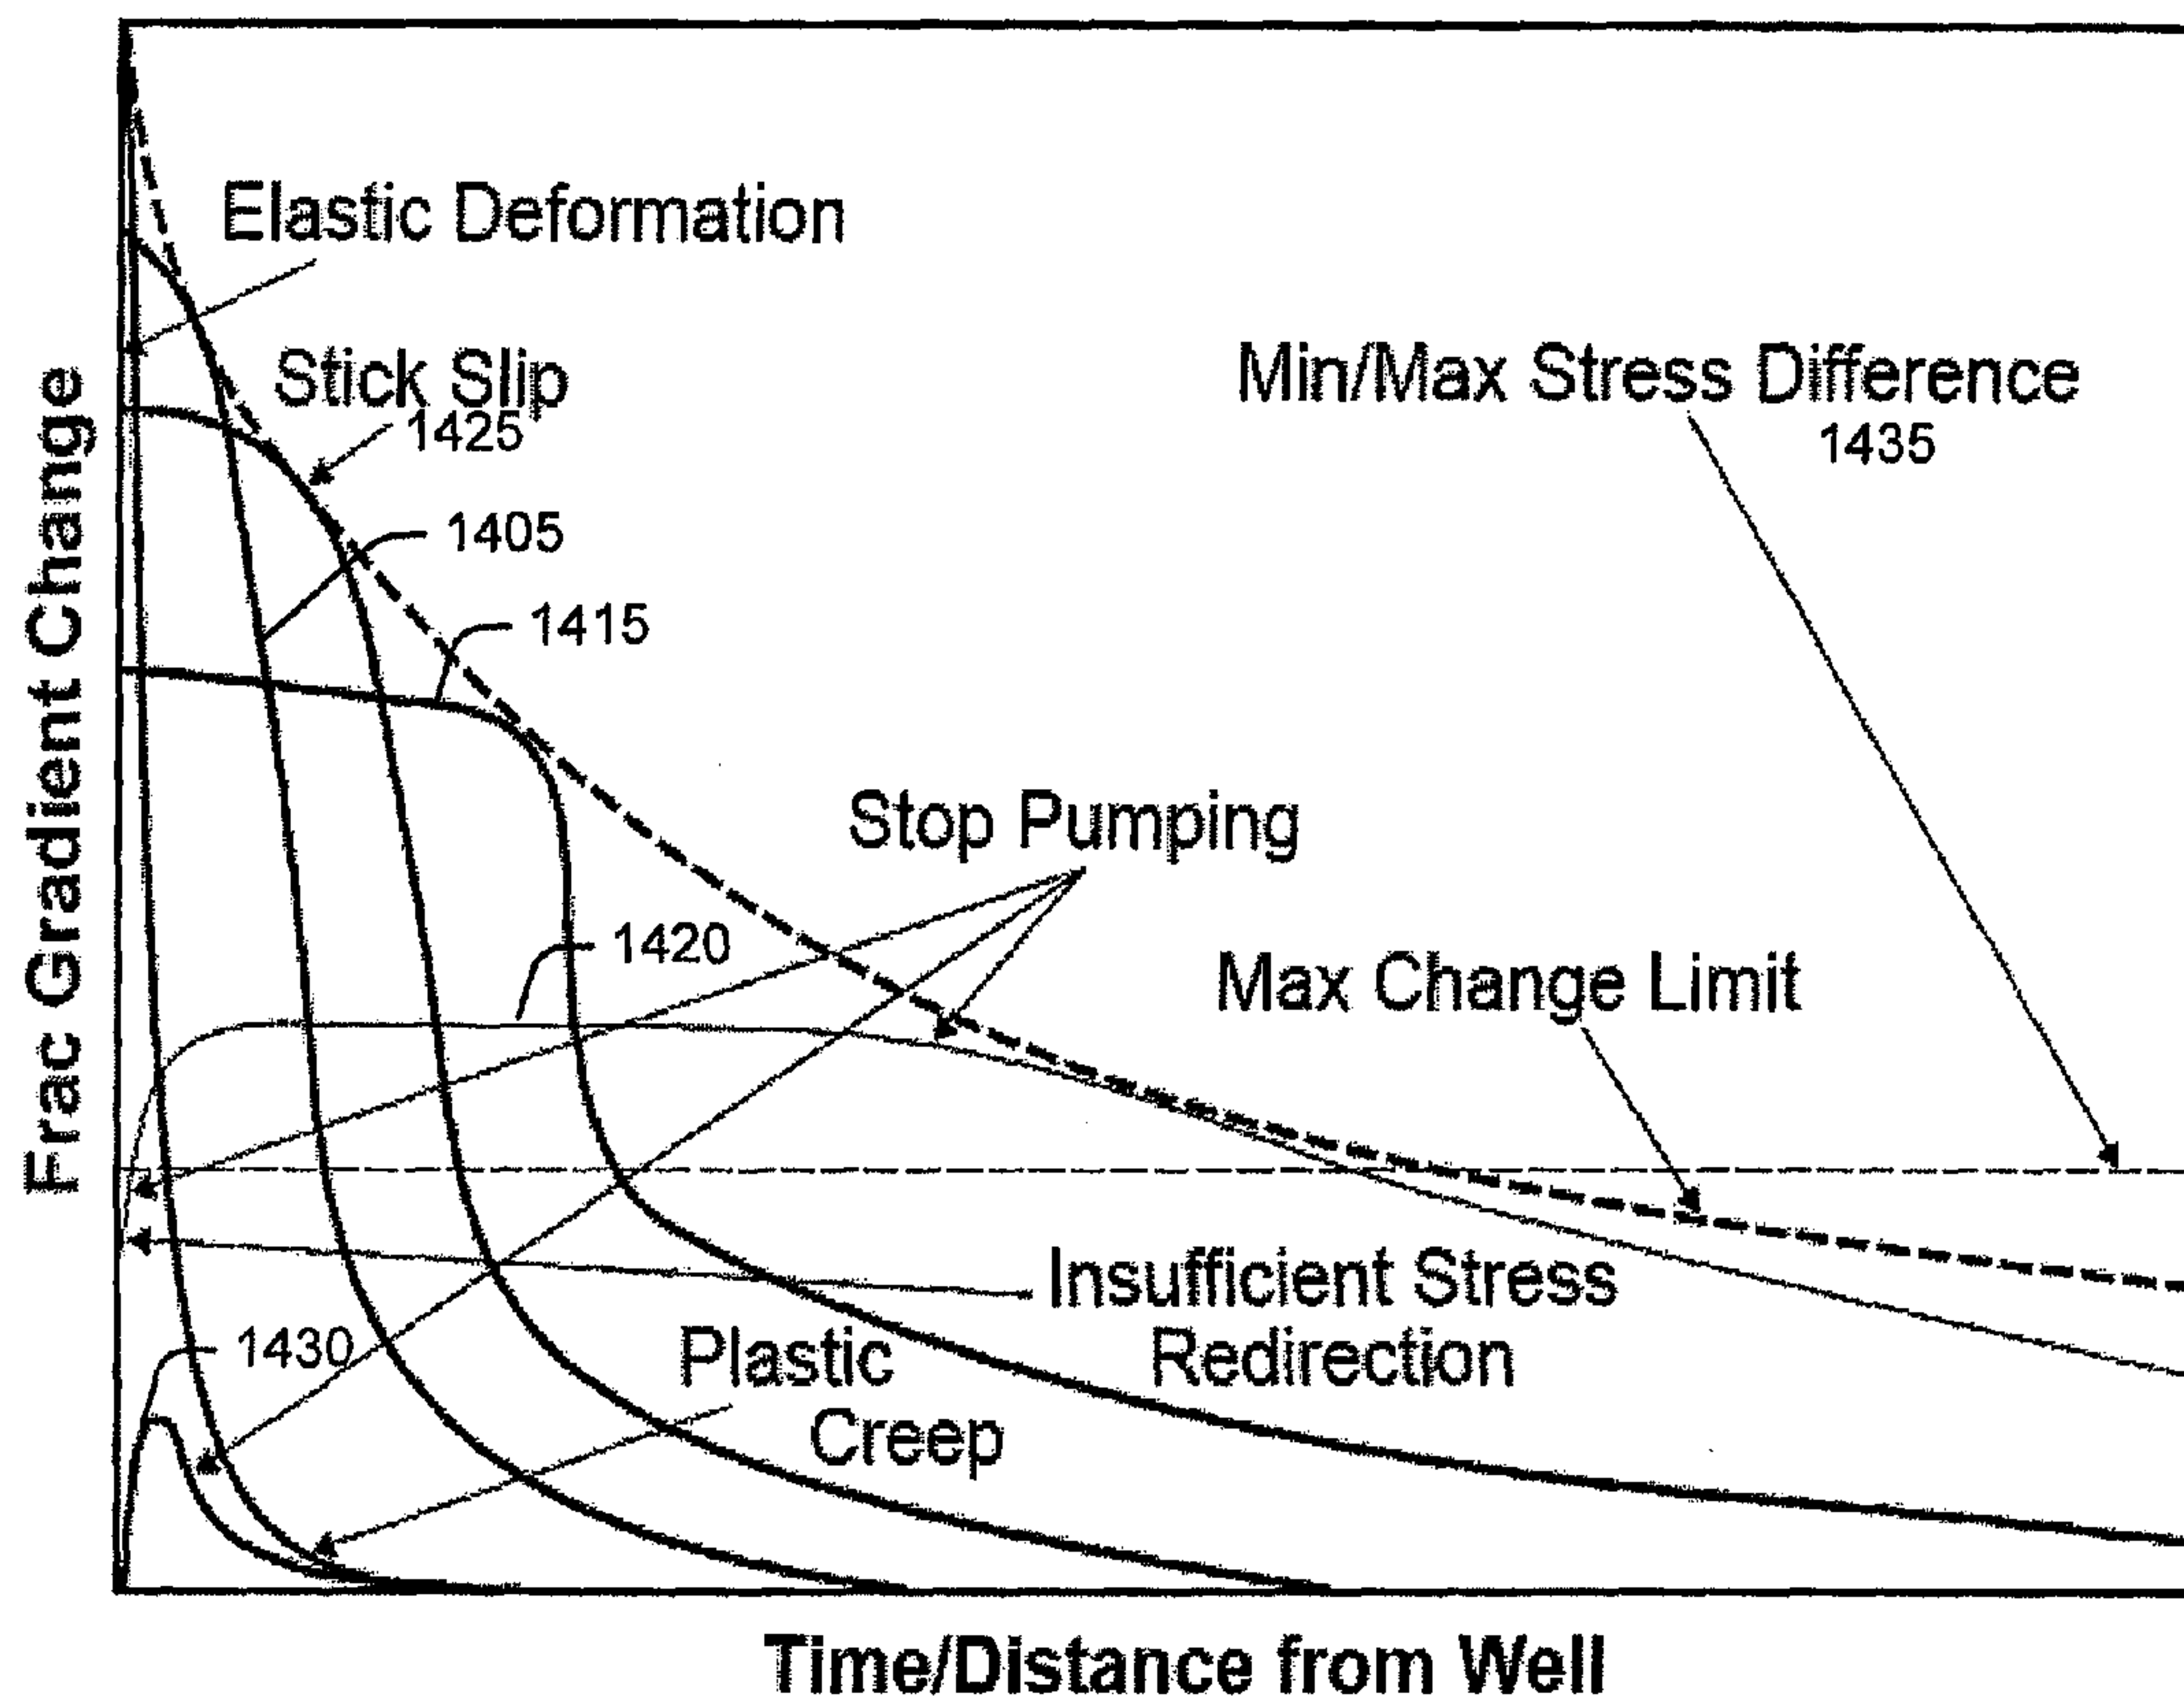 Elastic Deformation
Stick Slip
1425
Min/Max Stress Difference
1435
1405
1415
Stop Pumping
1420
Max Change Limit
Insufficient Stress
Redirection
Plastic
Creep
1430
Frac Gradient Change
Time/Distance from Well